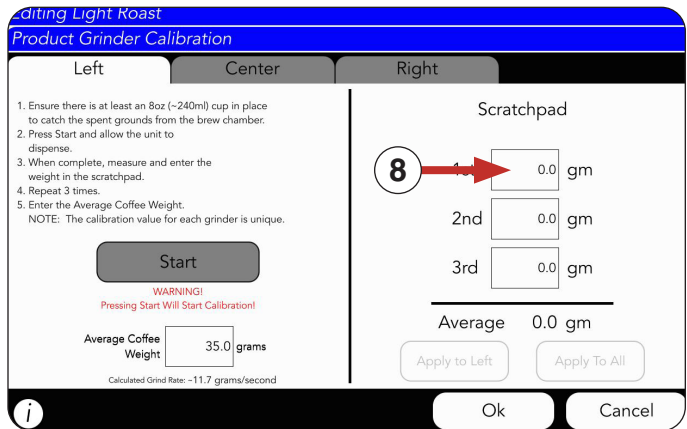 Editing Light Roast
Product Grinder Calibration
Left
Center
Right
1. Ensure there is at least an 8oz (~240ml) cup in place
to catch the spent grounds from the brew chamber.
2. Press Start and allow the unit to
dispense.
3. When complete, measure and enter the
weight in the scratchpad.
4. Repeat 3 times.
5. Enter the Average Coffee Weight.
NOTE: The calibration value for each grinder is unique.
Start
WARNING!
Pressing Start Will Start Calibration!
Average Coffee
Weight
35.0 grams
Calculated Grind Rate: ~11.7 grams/second
Scratchpad
8
1st 0.0 gm
2nd 0.0 gm
3rd 0.0 gm
Average 0.0 gm
Apply to Left
Apply To All
i
Ok
Cancel